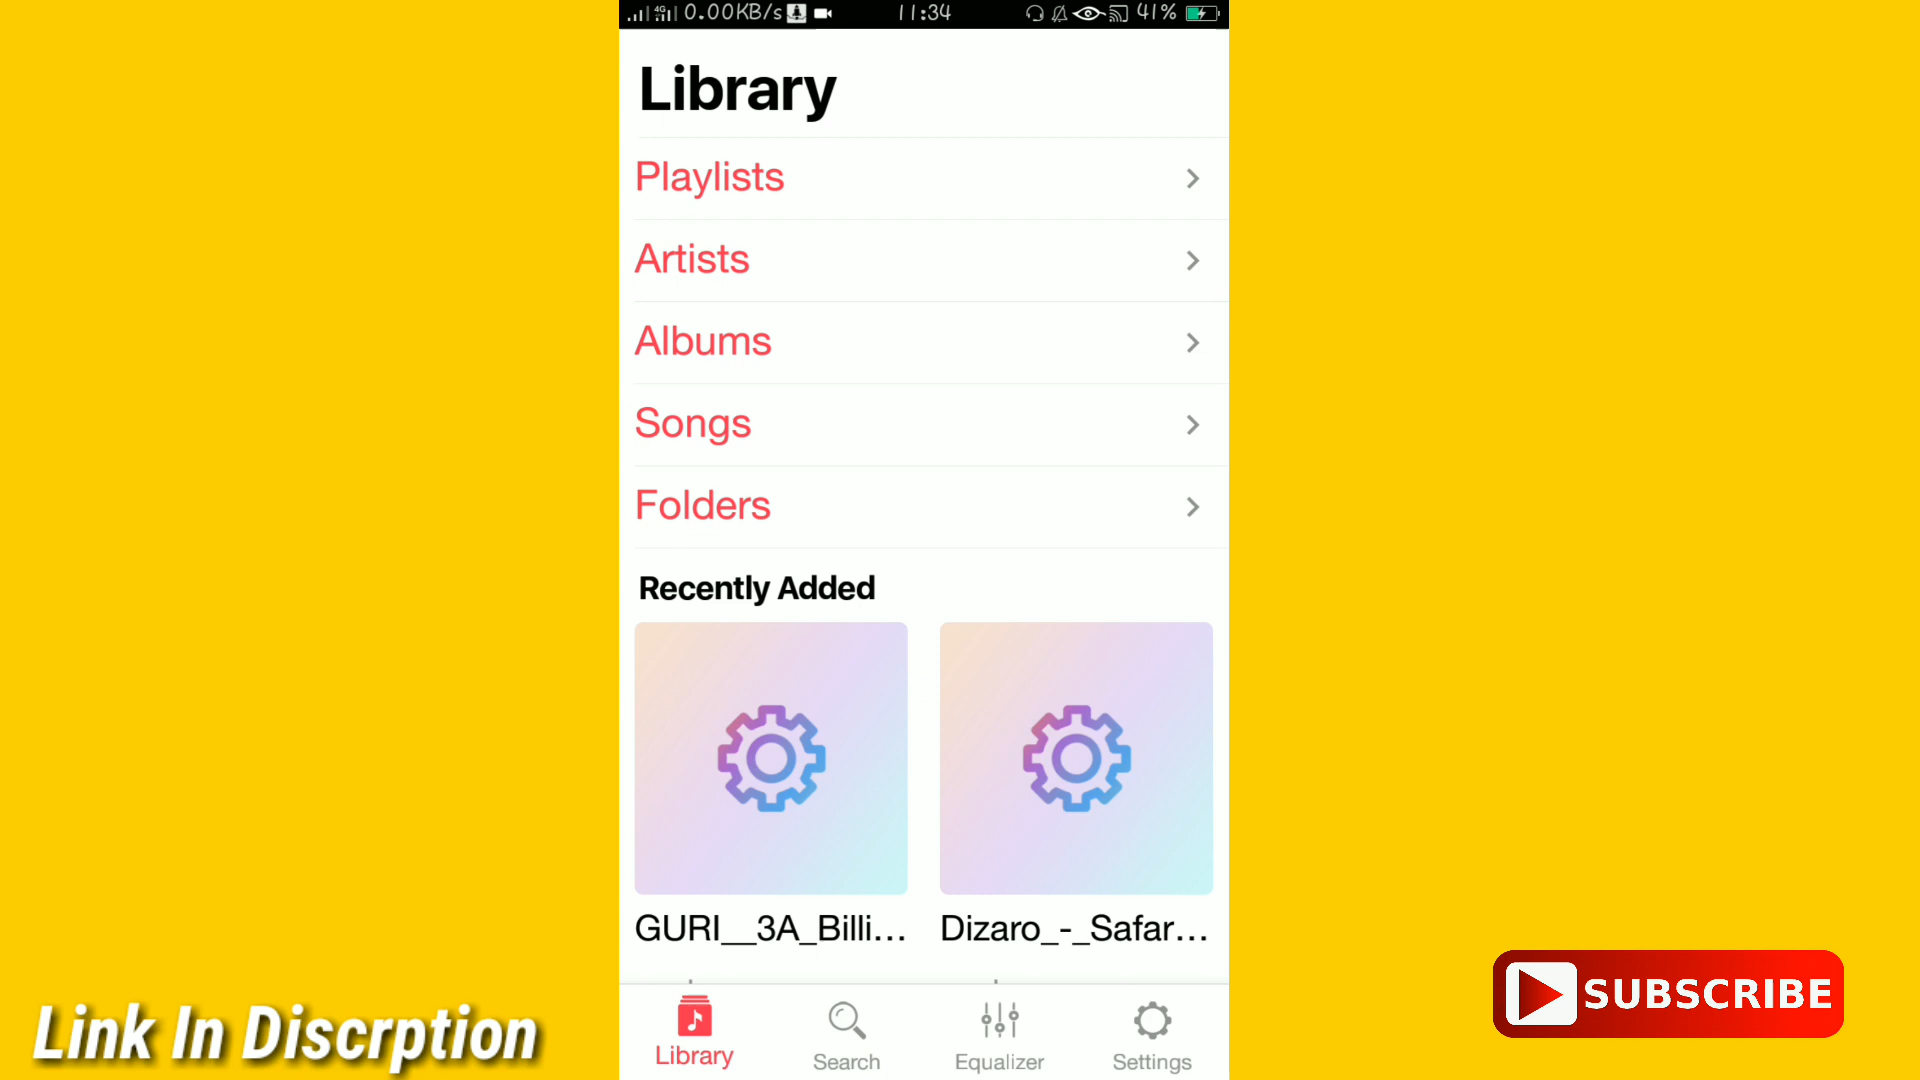 4G 0.00KB/s 11:34 41%
Library
Playlists
Artists
Albums
Songs
Folders
Recently Added
GURI__3A_Billi...
Dizaro_-_Safar...
Library
Search
Equalizer
Settings
Link In Discrption
SUBSCRIBE